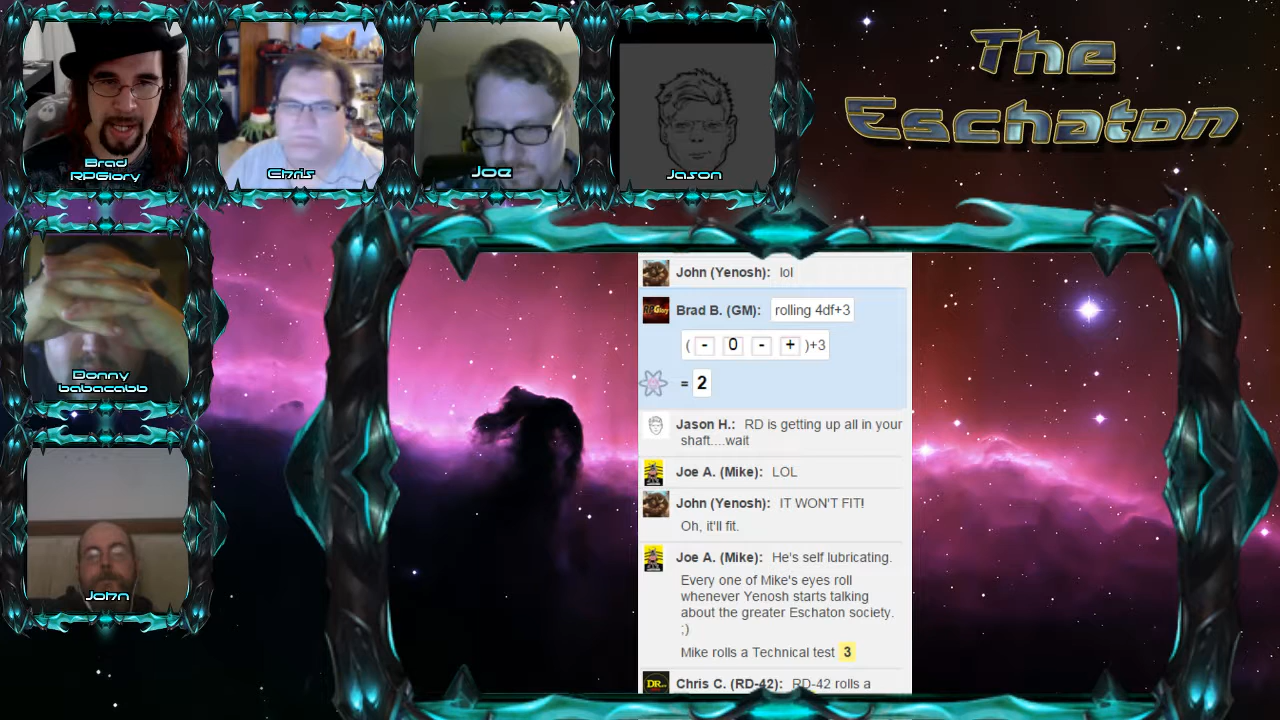 The
Eschaton
Brad
RPGlory
Chris
Joe
Jason
Donny
babacabb
John
John (Yenosh): lol
Brad B. (GM): rolling 4df+3
( - 0 - + )+3
= 2
Jason H.: RD is getting up all in your
shaft....wait
Joe A. (Mike): LOL
John (Yenosh): IT WON'T FIT!
Oh, it'll fit.
Joe A. (Mike): He's self lubricating.
Every one of Mike's eyes roll
whenever Yenosh starts talking
about the greater Eschaton society.
;)
Mike rolls a Technical test 3
Chris C. (RD-42): RD-42 rolls a